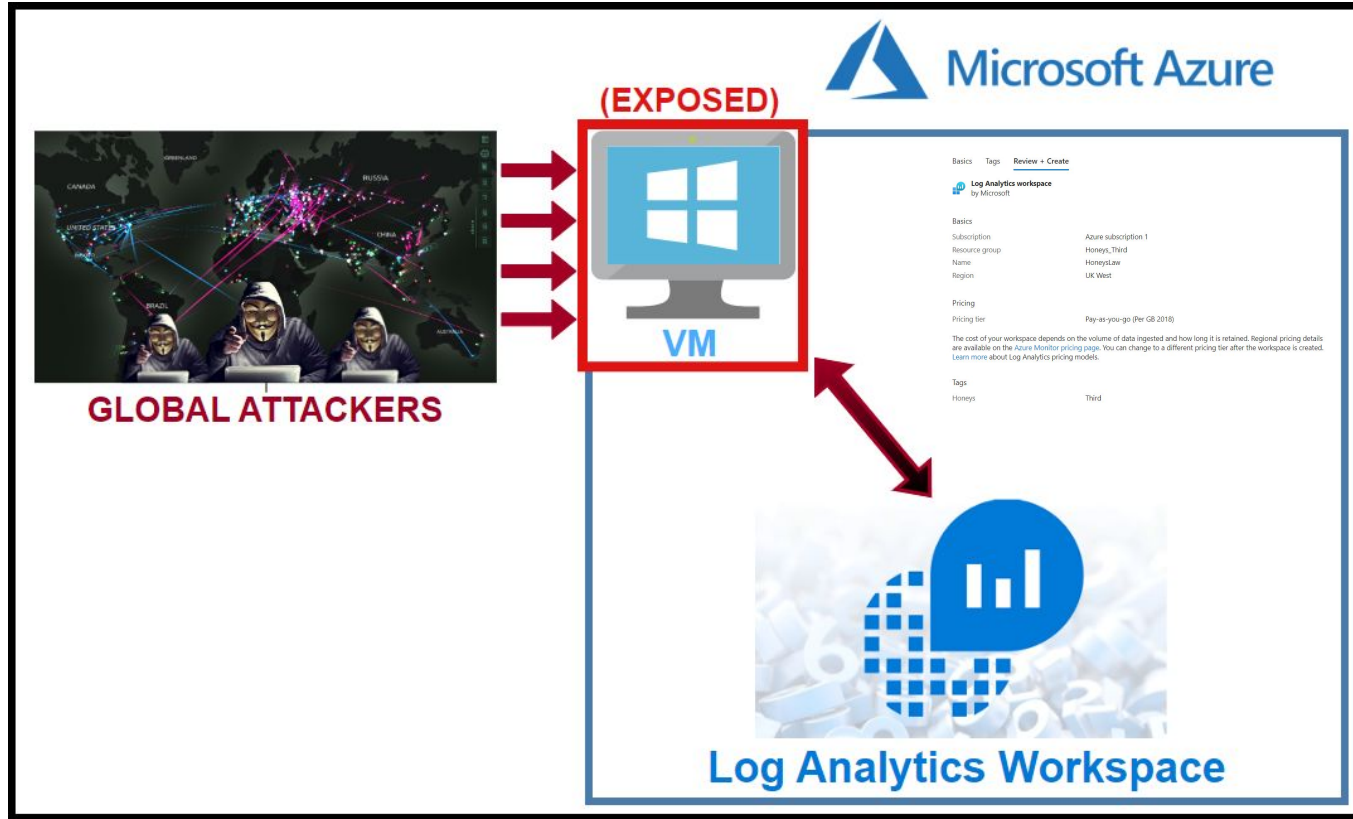 Microsoft Azure
(EXPOSED)
GREENLAND
CANADA
RUSSIA
UNITED STATES
CHINA
MEXICO
BRAZIL
AUSTRALIA
VM
GLOBAL ATTACKERS
Basics Tags Review + Create
Log Analytics workspace
by Microsoft
Basics
Subscription Azure subscription 1
Resource group Honeys_Third
Name HoneysLaw
Region UK West
Pricing
Pricing tier Pay-as-you-go (Per GB 2018)
The cost of your workspace depends on the volume of data ingested and how long it is retained. Regional pricing details
are available on the Azure Monitor pricing page. You can change to a different pricing tier after the workspace is created.
Learn more about Log Analytics pricing models.
Tags
Honeys Third
Log Analytics Workspace